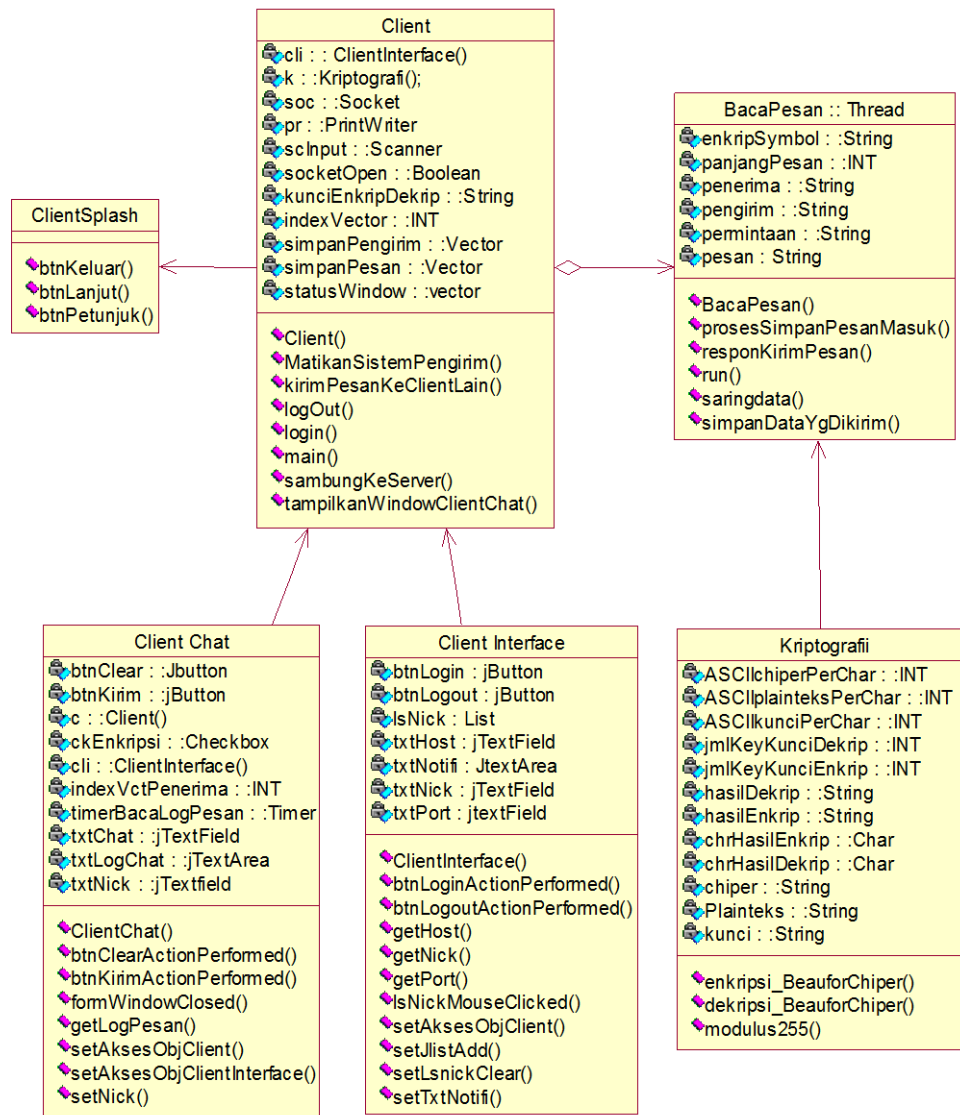 Client
cli : : ClientInterface()
k : :Kriptografi();
soc : :Socket
pr : :PrintWriter
scInput : :Scanner
socketOpen : :Boolean
kunciEnkripDekrip : :String
indexVector : :INT
simpanPengirim : :Vector
simpanPesan : :Vector
statusWindow : :vector
Client()
MatikanSistemPengirim()
kirimPesanKeClientLain()
logOut()
login()
main()
sambungKeServer()
tampilkanWindowClientChat()
ClientSplash
btnKeluar()
btnLanjut()
btnPetunjuk()
BacaPesan :: Thread
enkripSymbol : :String
panjangPesan : :INT
penerima : :String
pengirim : :String
permintaan : :String
pesan : String
BacaPesan()
prosesSimpanPesanMasuk()
responKirimPesan()
run()
saringdata()
simpanDataYgDikirim()
Client Chat
btnClear : :Jbutton
btnKirim : :jButton
c : :Client()
ckEnkripsi : :Checkbox
cli : :ClientInterface()
indexVctPenerima : :INT
timerBacaLogPesan : :Timer
txtChat : :jTextField
txtLogChat : :jTextArea
txtNick : :jTextfield
ClientChat()
btnClearActionPerformed()
btnKirimActionPerformed()
formWindowClosed()
getLogPesan()
setAksesObjClient()
setAksesObjClientInterface()
setNick()
Client Interface
btnLogin : jButton
btnLogout : jButton
lsNick : List
txtHost : jTextField
txtNotifi : JtextArea
txtNick : jTextField
txtPort : jtextField
ClientInterface()
btnLoginActionPerformed()
btnLogoutActionPerformed()
getHost()
getNick()
getPort()
lsNickMouseClicked()
setAksesObjClient()
setJlistAdd()
setLsnickClear()
setTxtNotifi()
Kriptografii
ASCIIchiperPerChar : :INT
ASCIIplainteksPerChar : :INT
ASCIIkunciPerChar : :INT
jmlKeyKunciDekrip : :INT
jmlKeyKunciEnkrip : :INT
hasilDekrip : :String
hasilEnkrip : :String
chrHasilEnkrip : :Char
chrHasilDekrip : :Char
chiper : :String
Plainteks : :String
kunci : :String
enkripsi_BeauforChiper()
dekripsi_BeauforChiper()
modulus255()